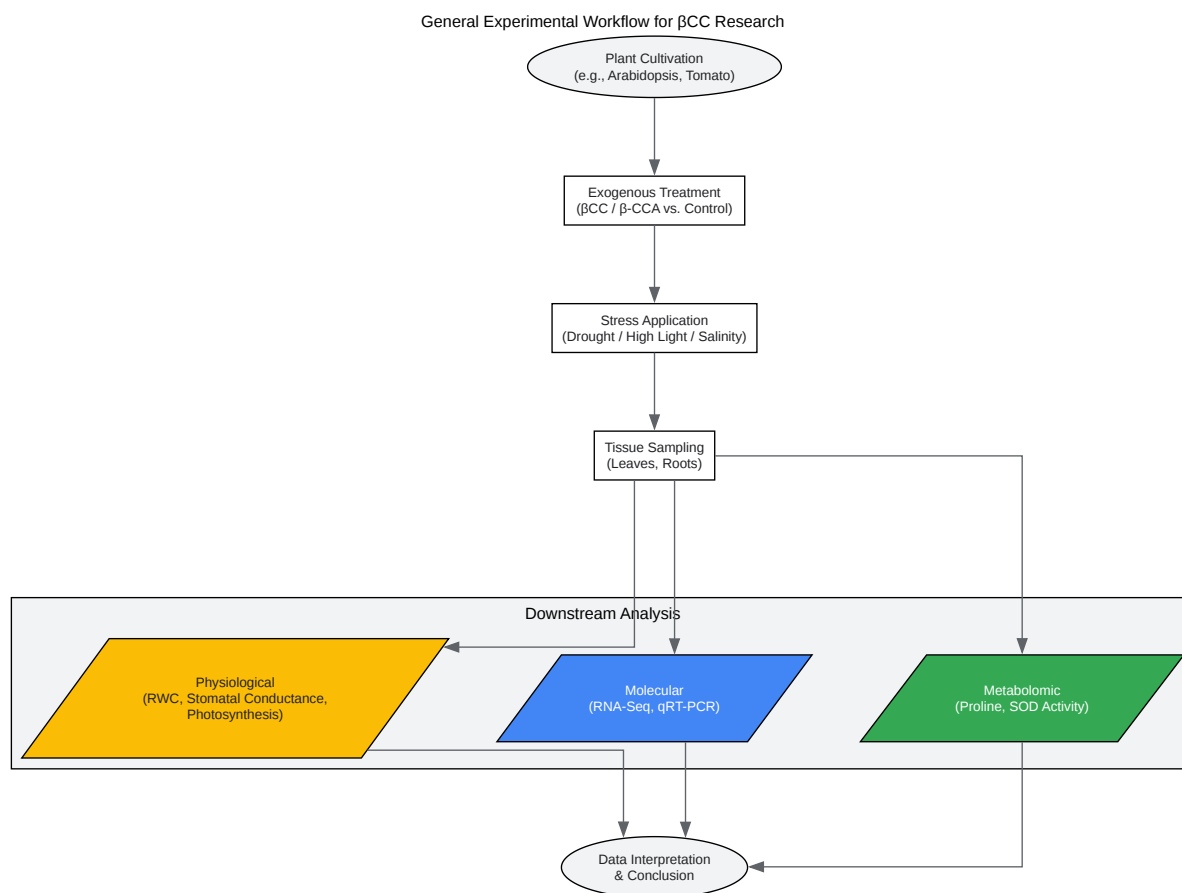 General Experimental Workflow for βCC Research
Plant Cultivation
(e.g., Arabidopsis, Tomato)
Exogenous Treatment
(βCC / β-CCA vs. Control)
Stress Application
(Drought / High Light / Salinity)
Tissue Sampling
(Leaves, Roots)
Downstream Analysis
Physiological
(RWC, Stomatal Conductance,
Photosynthesis)
Molecular
(RNA-Seq, qRT-PCR)
Metabolomic
(Proline, SOD Activity)
Data Interpretation
& Conclusion